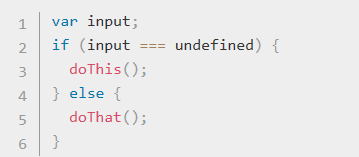 1 var input;
2 if (input === undefined) {
3   doThis();
4 } else {
5   doThat();
6 }